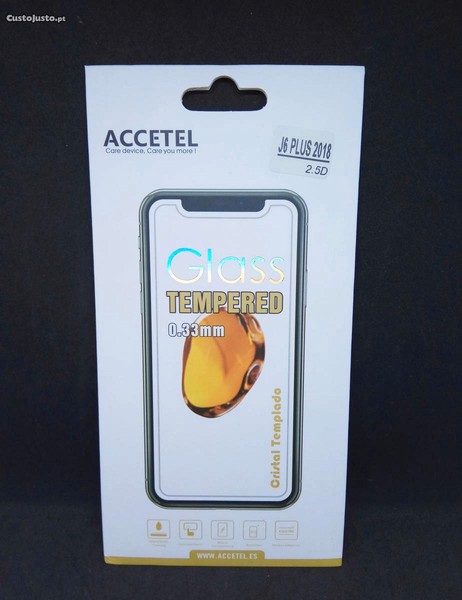 CustoJusto.pt
ACCETEL
Care device, Care you more !
J6 PLUS 2018
2.5D
Glass
TEMPERED
0.33mm
Cristal Templado
WWW.ACCETEL.ES